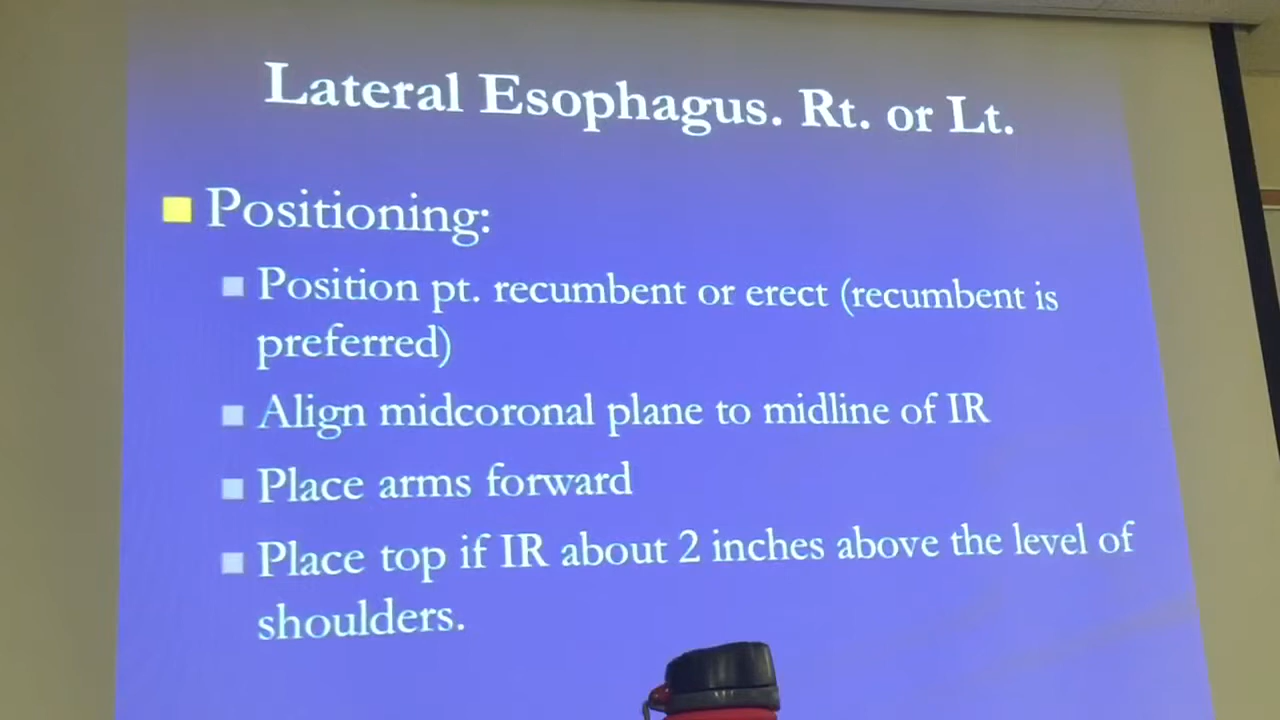 Lateral Esophagus. Rt. or Lt.
Positioning:
Position pt. recumbent or erect (recumbent is
preferred)
Align midcoronal plane to midline of IR
Place arms forward
Place top if IR about 2 inches above the level of
shoulders.